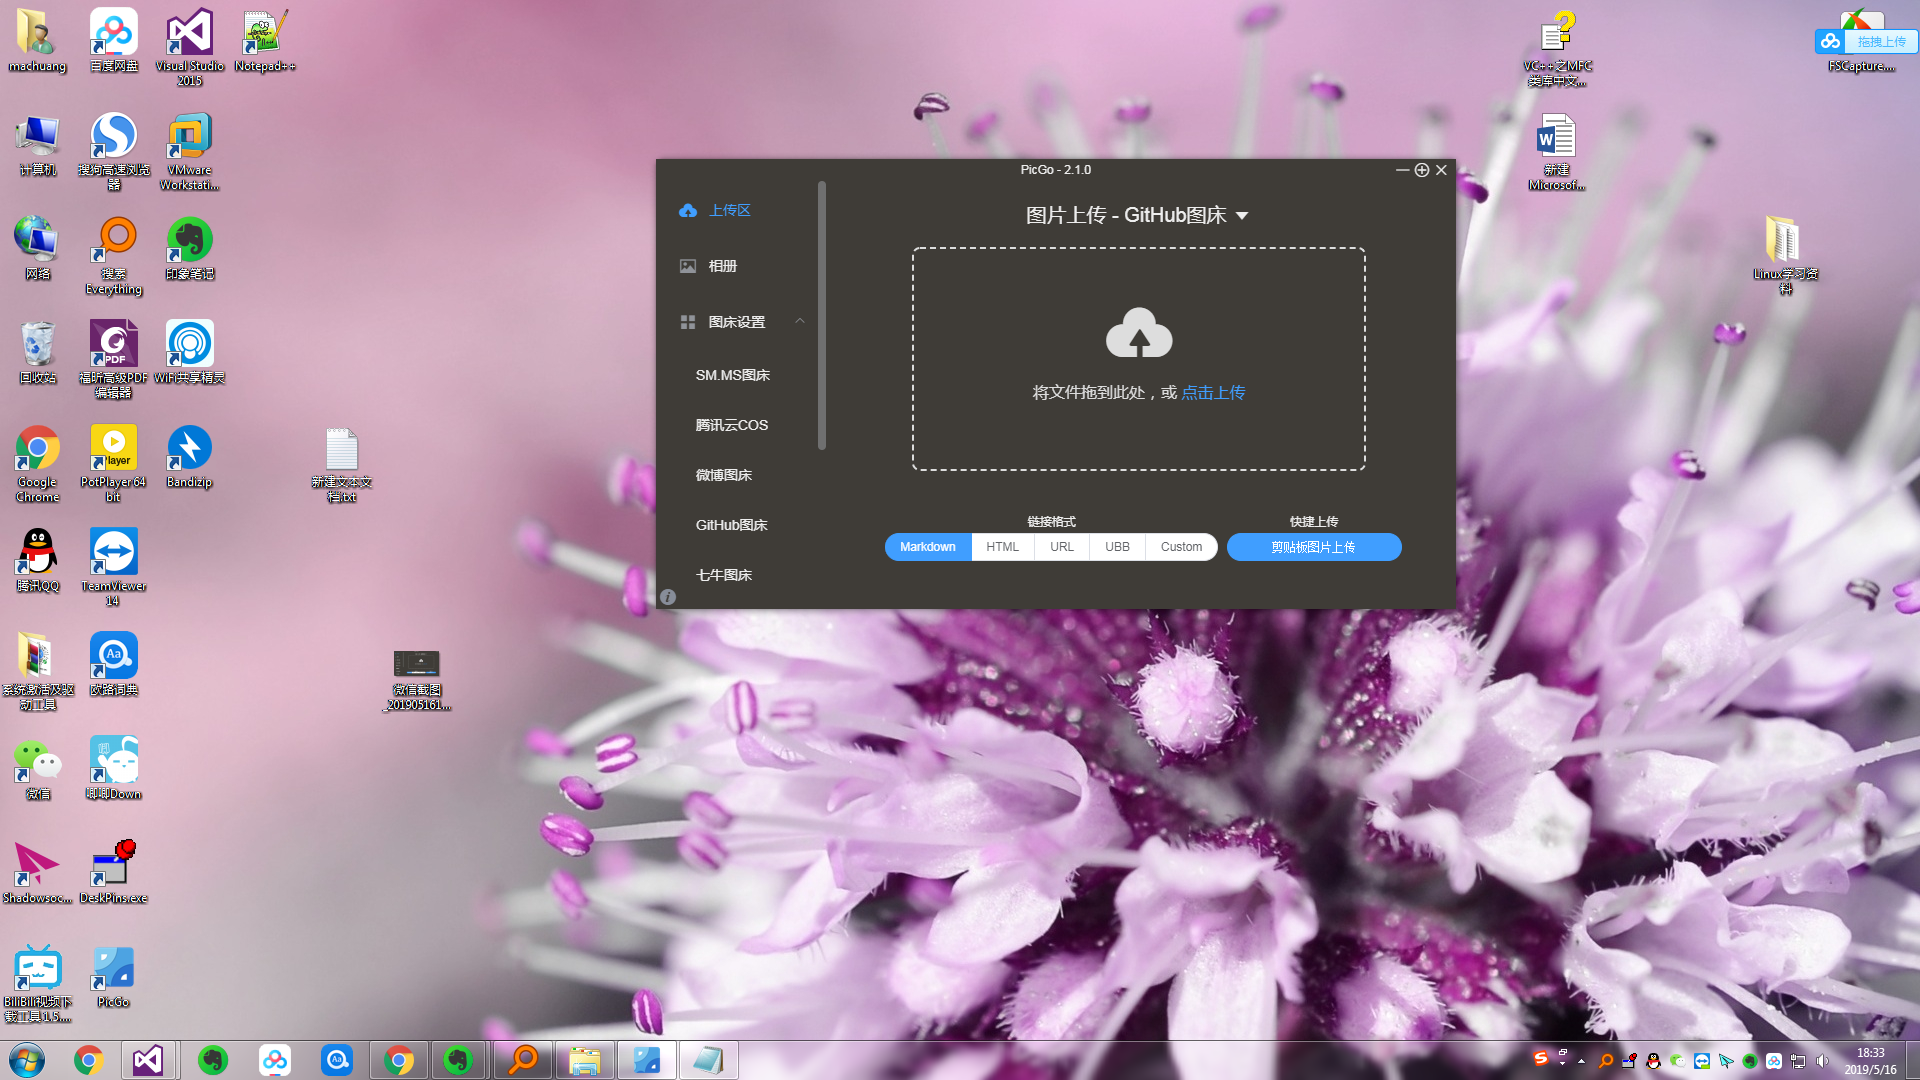 machuang
百度网盘
Visual Studio
2015
Notepad++
VC++之MFC
类库中文...
拖拽上传
FSCapture....
计算机
搜狗高速浏览
器
VMware
Workstati...
新建
Microsof...
网络
搜索
Everything
印象笔记
Linux学习资
料
回收站
福昕高级PDF
编辑器
WiFi共享精灵
Google
Chrome
PotPlayer64
bit
Bandizip
新建文本文
档.txt
腾讯QQ
TeamViewer
14
系统激活及驱
动工具
欧路词典
微信截图
_201905161...
微信
唧唧Down
Shadowsoc...
DeskPins.exe
BiliBili视频下
载工具1.5....
PicGo
PicGo - 2.1.0
上传区
相册
图床设置
SM.MS图床
腾讯云COS
微博图床
GitHub图床
七牛图床
图片上传 - GitHub图床
将文件拖到此处，或 点击上传
链接格式
快捷上传
Markdown
HTML
URL
UBB
Custom
剪贴板图片上传
18:33
2019/5/16